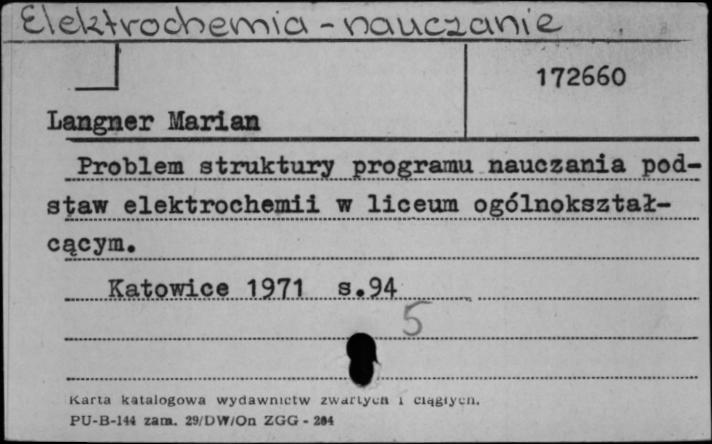 Elektrochemia - nauczanie
172660
Langner Marian
Problem struktury programu nauczania pod-
staw elektrochemii w liceum ogólnokształ-
cącym.
Katowice 1971 s.94
5
Karta katalogowa wydawnictw zwartych i ciągłych.
PU-B-144 zam. 29/DW/On ZGG - 284